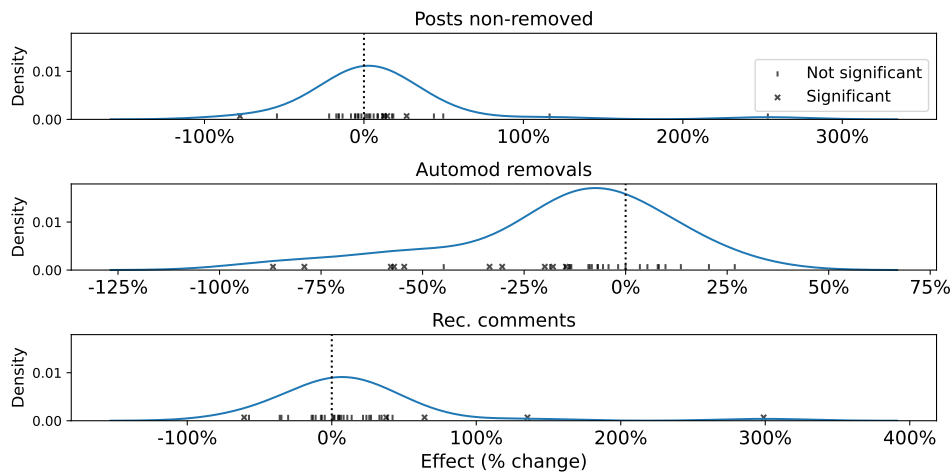 Posts non-removed
Density
0.01
0.00
Not significant
Significant
-100% 0% 100% 200% 300%
Automod removals
Density
0.01
0.00
-125% -100% -75% -50% -25% 0% 25% 50% 75%
Rec. comments
Density
0.01
0.00
-100% 0% 100% 200% 300% 400%
Effect (% change)